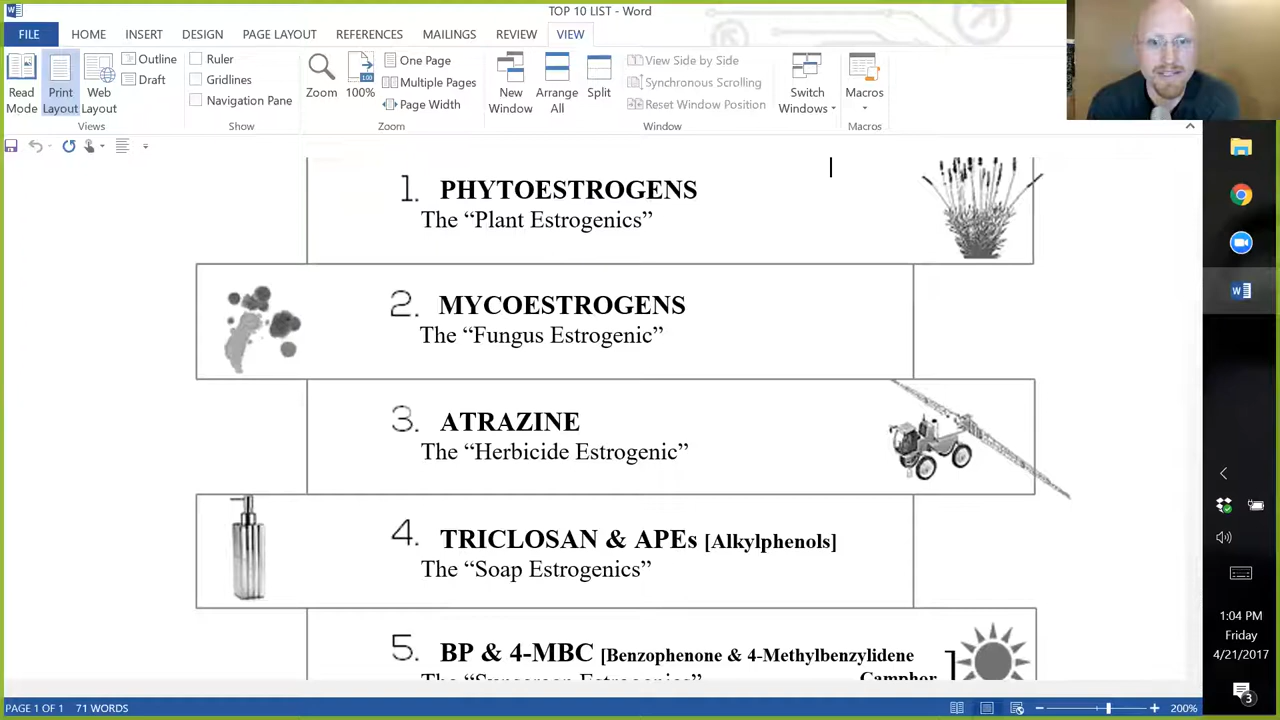 TOP 10 LIST - Word
FILE HOME INSERT DESIGN PAGE LAYOUT REFERENCES MAILINGS REVIEW VIEW
Read Mode
Print Layout
Web Layout
Outline
Draft
Views
Ruler
Gridlines
Navigation Pane
Show
Zoom
100%
One Page
Multiple Pages
Page Width
Zoom
New Window
Arrange All
Split
View Side by Side
Synchronous Scrolling
Reset Window Position
Window
Switch Windows
Macros
Macros
1. PHYTOESTROGENS
The “Plant Estrogenics”
2. MYCOESTROGENS
The “Fungus Estrogenic”
3. ATRAZINE
The “Herbicide Estrogenic”
4. TRICLOSAN & APEs [Alkylphenols]
The “Soap Estrogenics”
5. BP & 4-MBC [Benzophenone & 4-Methylbenzylidene
Camphor]
The “Sunscreen Estrogenics”
1:04 PM
Friday
4/21/2017
3
PAGE 1 OF 1 71 WORDS
200%